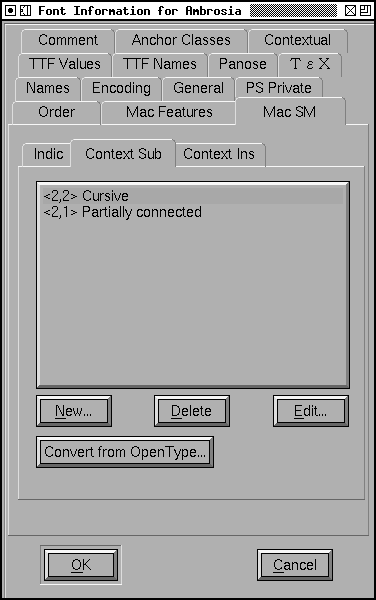 Font Information for Ambrosia
Comment Anchor Classes Contextual
TTF Values TTF Names Panose T ε X
Names Encoding General PS Private
Order Mac Features Mac SM
Indic Context Sub Context Ins
<2,2> Cursive
<2,1> Partially connected
New... Delete Edit...
Convert from OpenType...
OK Cancel